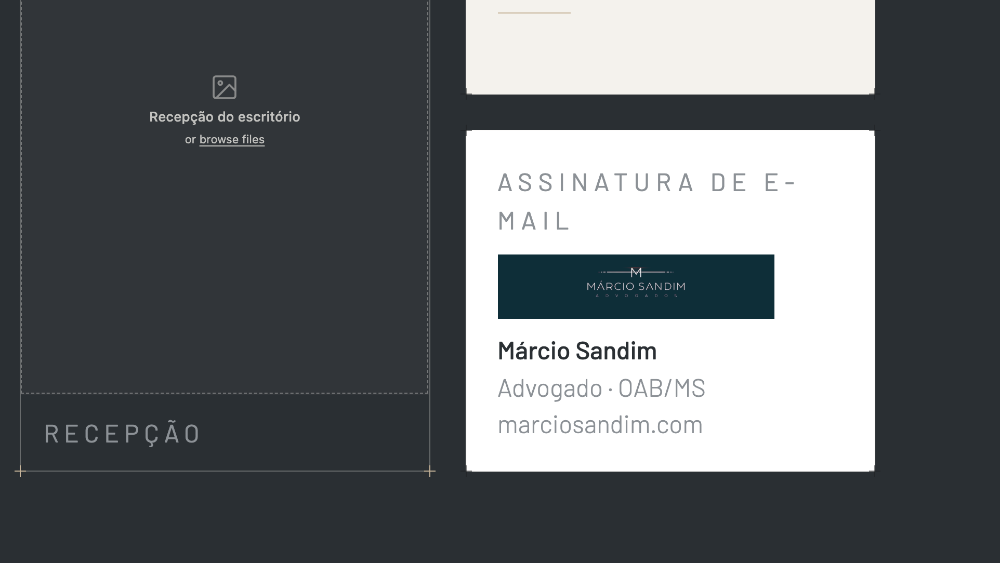 Recepção do escritório
or browse files
RECEPÇÃO
ASSINATURA DE E-
MAIL
M
MÁRCIO SANDIM
ADVOGADOS
Márcio Sandim
Advogado · OAB/MS
marciosandim.com